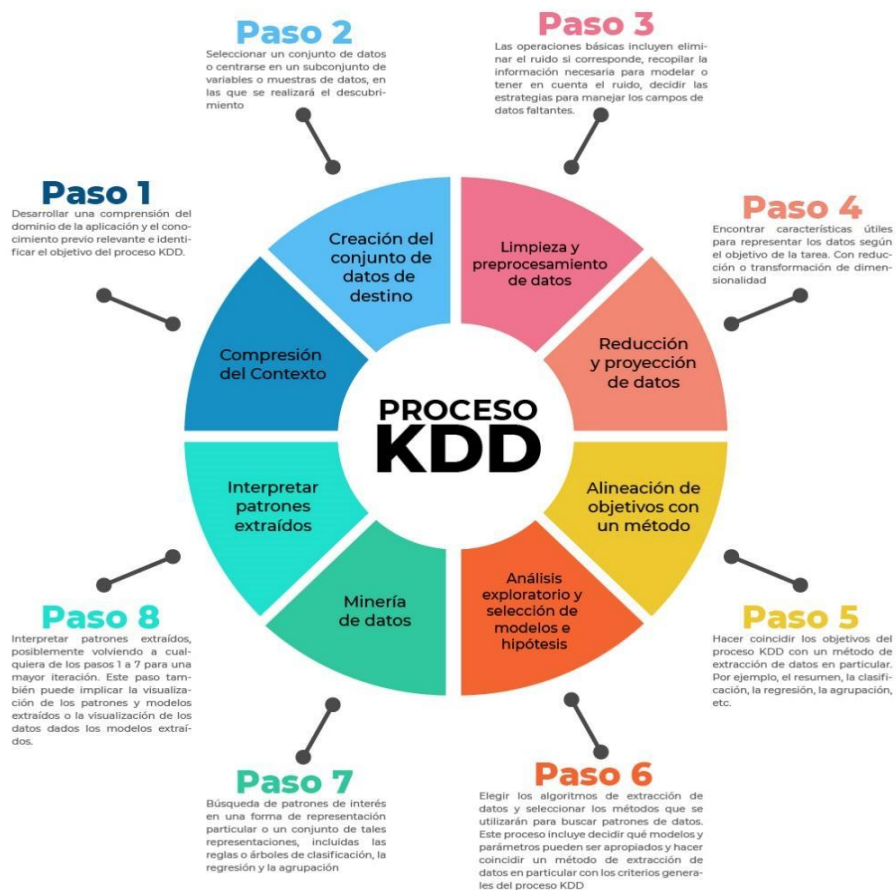 Paso 1
Desarrollar una comprensión del
dominio de la aplicación y el cono-
cimiento previo relevante e identi-
ficar el objetivo del proceso KDD.
Paso 2
Seleccionar un conjunto de datos
o centrarse en un subconjunto de
variables o muestras de datos, en
las que se realizará el descubri-
miento
Paso 3
Las operaciones básicas incluyen elimi-
nar el ruido si corresponde, recopilar la
información necesaria para modelar o
tener en cuenta el ruido, decidir las
estrategias para manejar los campos de
datos faltantes.
Paso 4
Encontrar características útiles
para representar los datos según
el objetivo de la tarea. Con reduc-
ción o transformación de dimen-
sionalidad
Paso 5
Hacer coincidir los objetivos del
proceso KDD con un método de
extracción de datos en particular.
Por ejemplo, el resumen, la clasifi-
cación, la regresión, la agrupación,
etc.
Paso 6
Elegir los algoritmos de extracción de
datos y seleccionar los métodos que se
utilizarán para buscar patrones de datos.
Este proceso incluye decidir qué modelos y
parámetros pueden ser apropiados y hacer
coincidir un método de extracción de
datos en particular con los criterios genera-
les del proceso KDD
Paso 7
Búsqueda de patrones de interés
en una forma de representación
particular o un conjunto de tales
representaciones, incluidas las
reglas o árboles de clasificación, la
regresión y la agrupación
Paso 8
Interpretar patrones extraídos,
posiblemente volviendo a cual-
quiera de los pasos 1 a 7 para una
mayor iteración. Este paso tam-
bién puede implicar la visualiza-
ción de los patrones y modelos
extraídos o la visualización de los
datos dados los modelos extraí-
dos.
Compresión
del Contexto
Creación del
conjunto de
datos de
destino
Limpieza y
preprocesamiento
de datos
Reducción
y proyección
de datos
Alineación de
objetivos con
un método
Análisis
exploratorio y
selección de
modelos e
hipótesis
Minería
de datos
Interpretar
patrones
extraídos
PROCESO
KDD